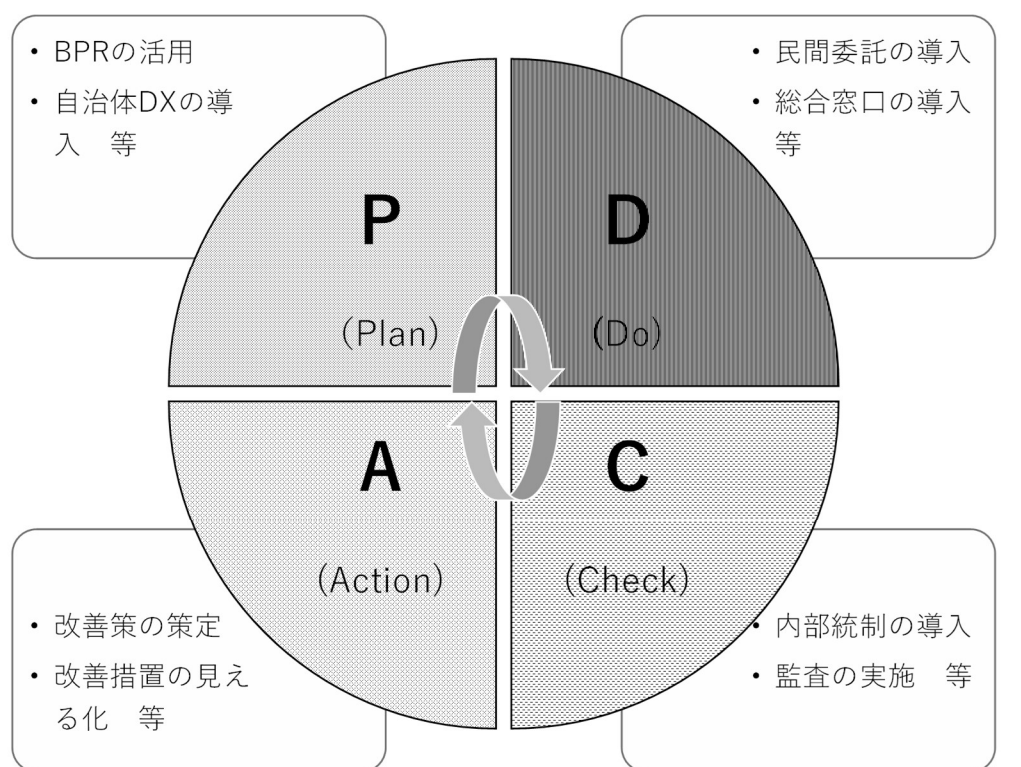 • BPRの活用
• 自治体DXの導
入　等
• 民間委託の導入
• 総合窓口の導入
等
P
(Plan)
D
(Do)
A
(Action)
C
(Check)
• 改善策の策定
• 改善措置の見え
る化　等
• 内部統制の導入
• 監査の実施　等